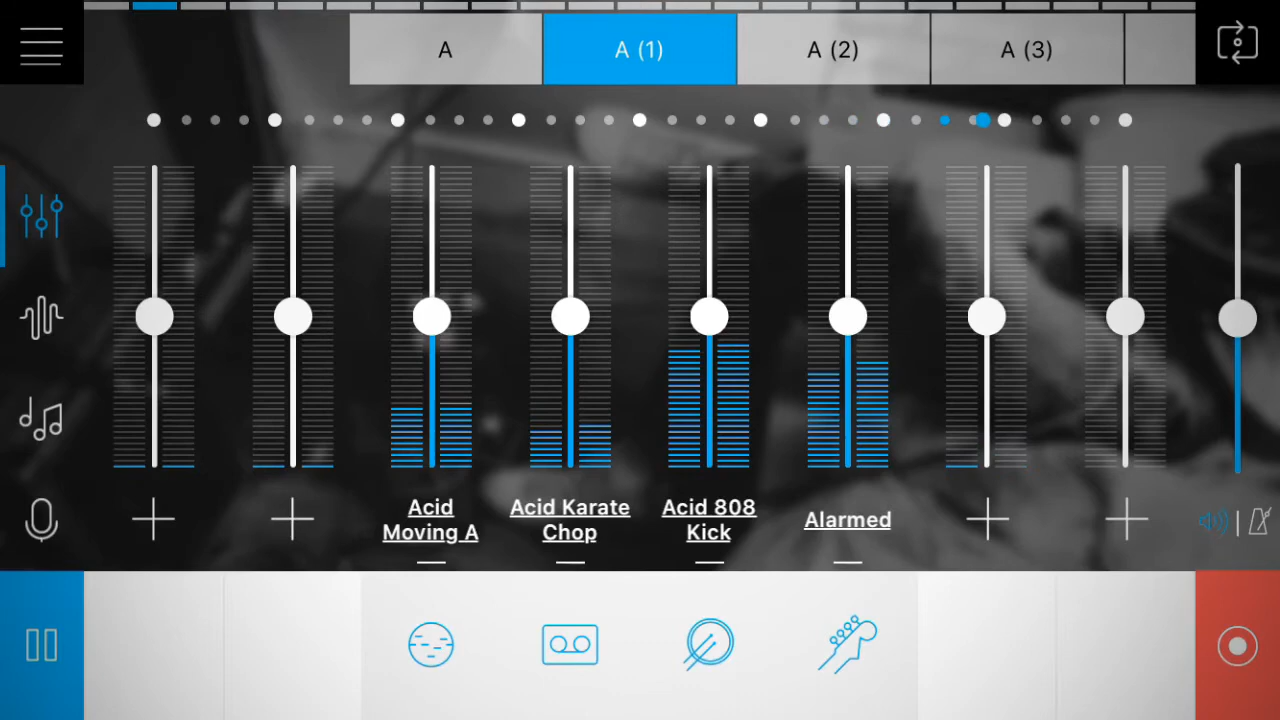 A
A (1)
A (2)
A (3)
Acid
Moving A
Acid Karate
Chop
Acid 808
Kick
Alarmed